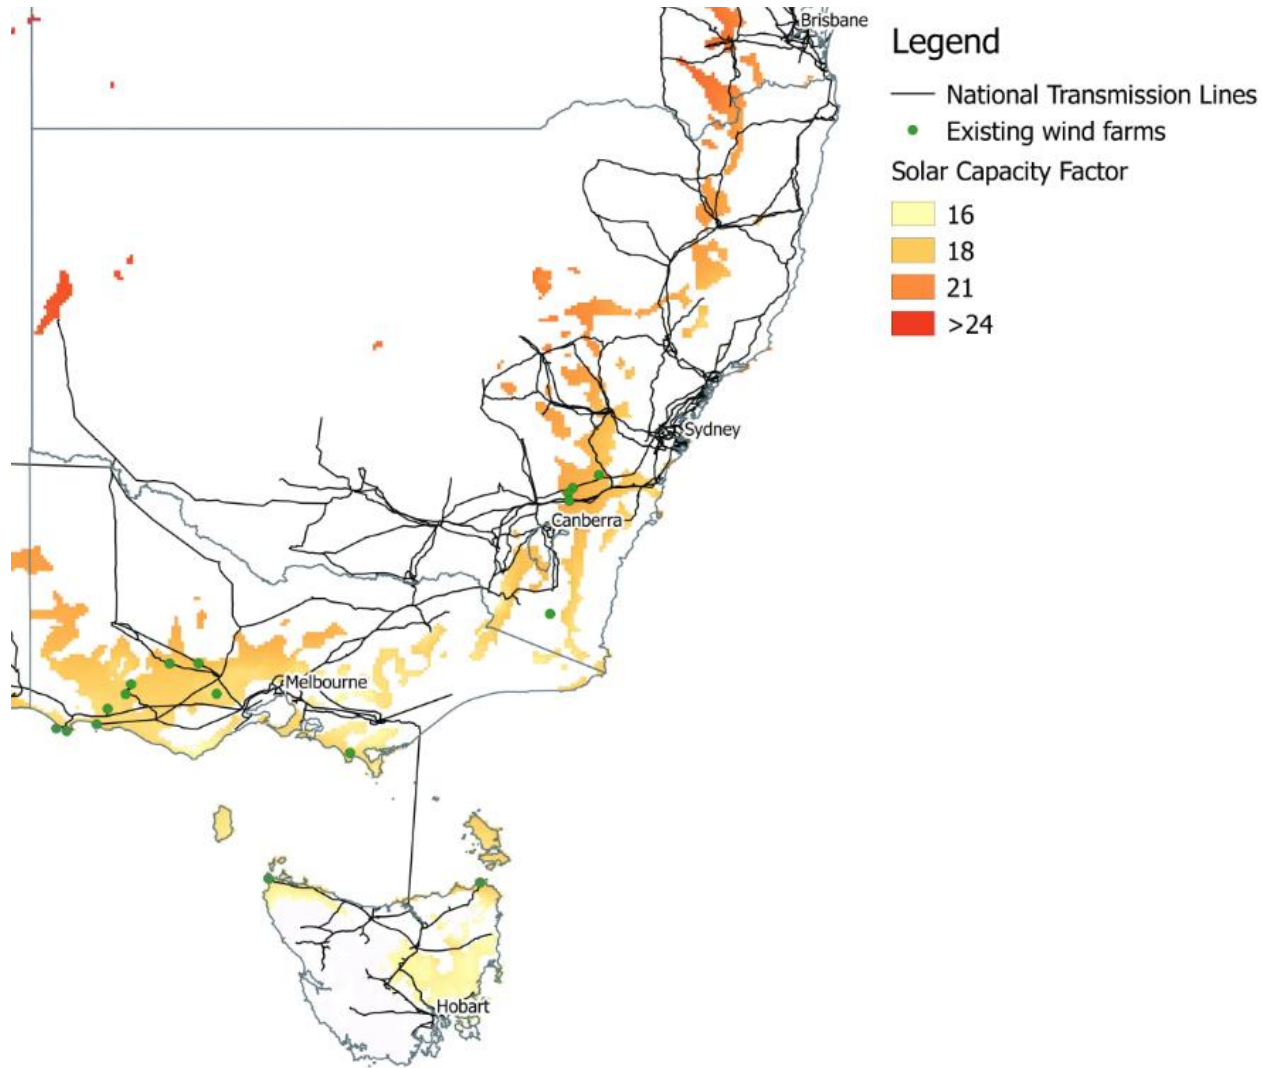 Brisbane
Legend
National Transmission Lines
Existing wind farms
Solar Capacity Factor
16
18
21
>24
Sydney
Canberra
Melbourne
Hobart